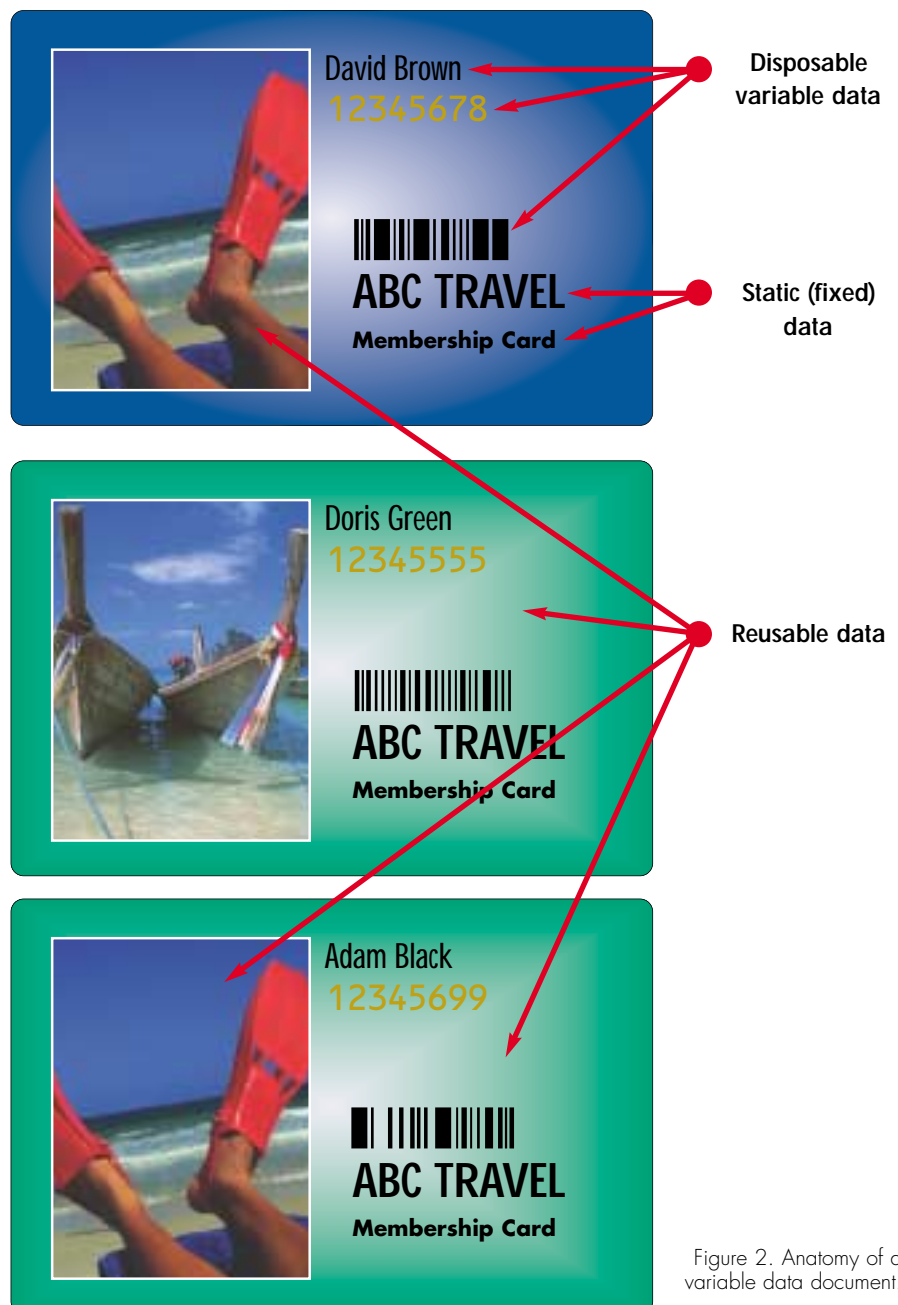 David Brown
12345678
Disposable
variable data
ABC TRAVEL
Membership Card
Static (fixed)
data
Doris Green
12345555
Reusable data
ABC TRAVEL
Membership Card
Adam Black
12345699
ABC TRAVEL
Membership Card
Figure 2. Anatomy of a
variable data document